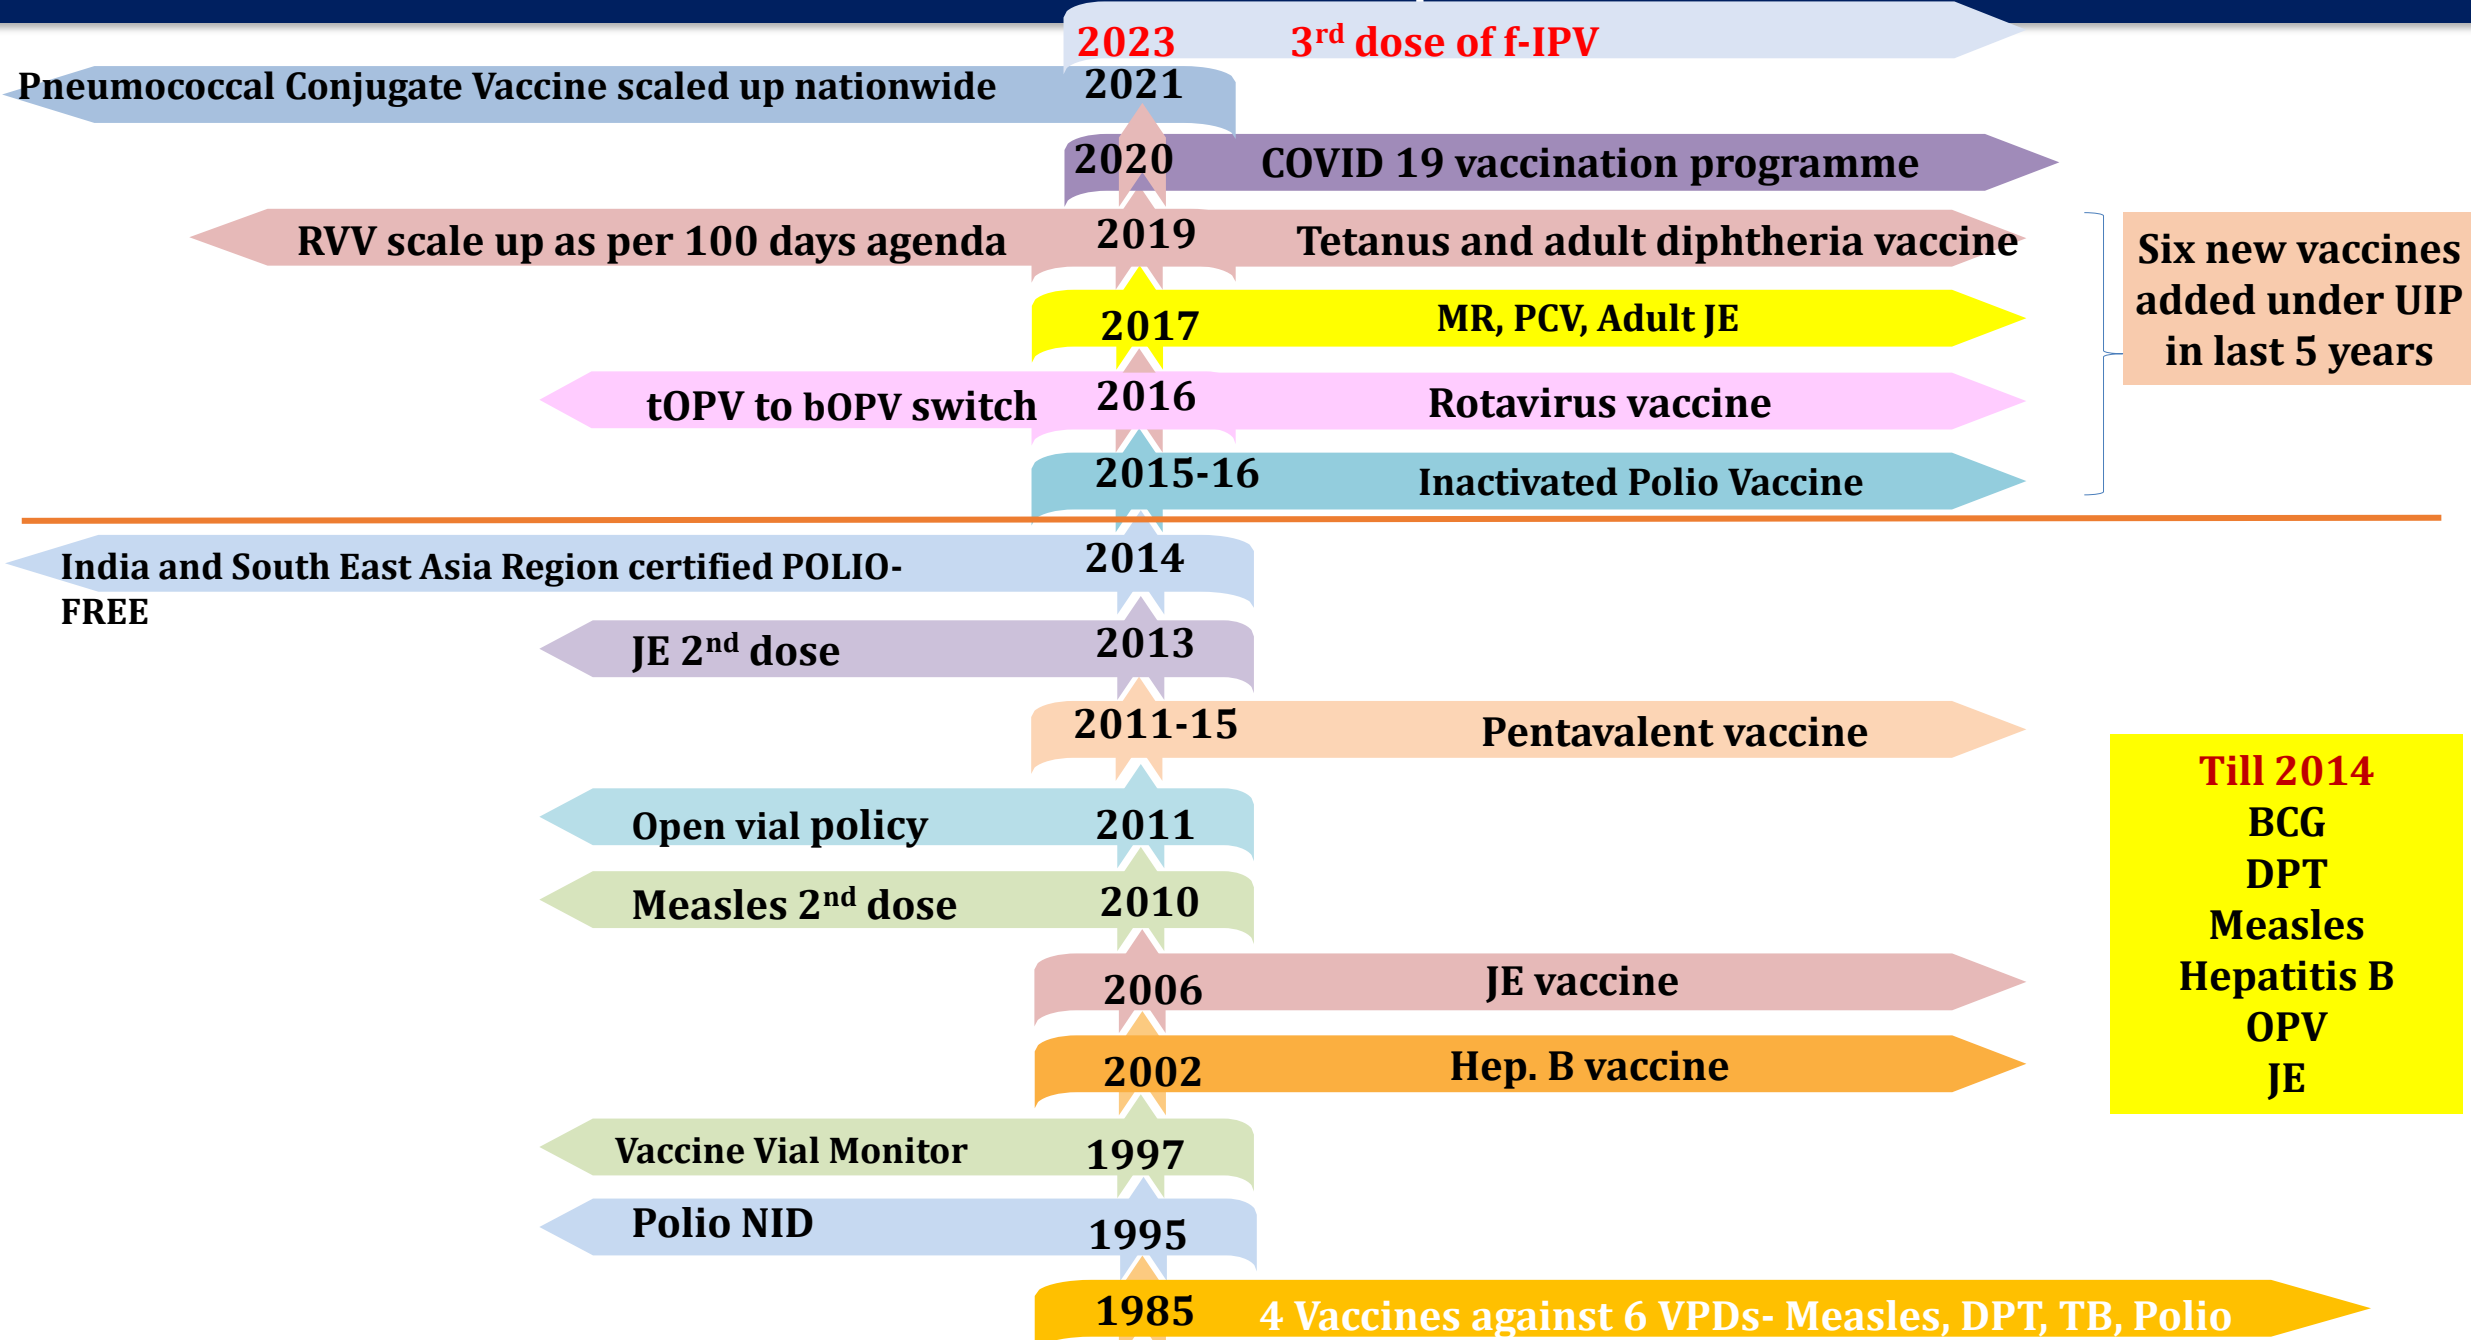 2023 3rd dose of f-IPV
Pneumococcal Conjugate Vaccine scaled up nationwide 2021
2020 COVID 19 vaccination programme
RVV scale up as per 100 days agenda 2019 Tetanus and adult diphtheria vaccine
2017 MR, PCV, Adult JE
tOPV to bOPV switch 2016 Rotavirus vaccine
2015-16 Inactivated Polio Vaccine
Six new vaccines
added under UIP
in last 5 years
India and South East Asia Region certified POLIO-
FREE
2014
JE 2nd dose 2013
2011-15 Pentavalent vaccine
Open vial policy 2011
Measles 2nd dose 2010
2006 JE vaccine
2002 Hep. B vaccine
Vaccine Vial Monitor 1997
Polio NID 1995
1985 4 Vaccines against 6 VPDs- Measles, DPT, TB, Polio
Till 2014
BCG
DPT
Measles
Hepatitis B
OPV
JE